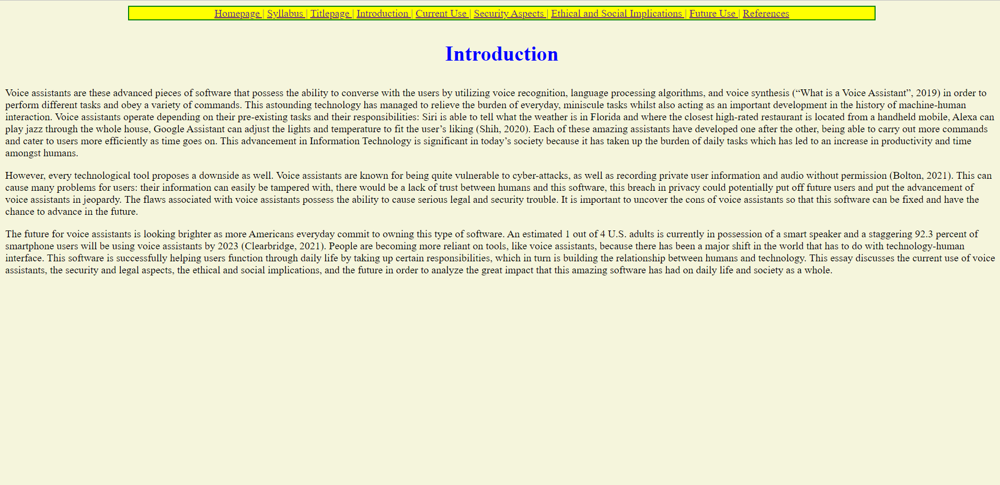 Homepage | Syllabus | Titlepage | Introduction | Current Use | Security Aspects | Ethical and Social Implications | Future Use | References
Introduction
Voice assistants are these advanced pieces of software that possess the ability to converse with the users by utilizing voice recognition, language processing algorithms, and voice synthesis (“What is a Voice Assistant”, 2019) in order to
perform different tasks and obey a variety of commands. This astounding technology has managed to relieve the burden of everyday, miniscule tasks whilst also acting as an important development in the history of machine-human
interaction. Voice assistants operate depending on their pre-existing tasks and their responsibilities: Siri is able to tell what the weather is in Florida and where the closest high-rated restaurant is located from a handheld mobile, Alexa can
play jazz through the whole house, Google Assistant can adjust the lights and temperature to fit the user’s liking (Shih, 2020). Each of these amazing assistants have developed one after the other, being able to carry out more commands
and cater to users more efficiently as time goes on. This advancement in Information Technology is significant in today’s society because it has taken up the burden of daily tasks which has led to an increase in productivity and time
amongst humans.
However, every technological tool proposes a downside as well. Voice assistants are known for being quite vulnerable to cyber-attacks, as well as recording private user information and audio without permission (Bolton, 2021). This can
cause many problems for users: their information can easily be tampered with, there would be a lack of trust between humans and this software, this breach in privacy could potentially put off future users and put the advancement of
voice assistants in jeopardy. The flaws associated with voice assistants possess the ability to cause serious legal and security trouble. It is important to uncover the cons of voice assistants so that this software can be fixed and have the
chance to advance in the future.
The future for voice assistants is looking brighter as more Americans everyday commit to owning this type of software. An estimated 1 out of 4 U.S. adults is currently in possession of a smart speaker and a staggering 92.3 percent of
smartphone users will be using voice assistants by 2023 (Clearbridge, 2021). People are becoming more reliant on tools, like voice assistants, because there has been a major shift in the world that has to do with technology-human
interface. This software is successfully helping users function through daily life by taking up certain responsibilities, which in turn is building the relationship between humans and technology. This essay discusses the current use of voice
assistants, the security and legal aspects, the ethical and social implications, and the future in order to analyze the great impact that this amazing software has had on daily life and society as a whole.